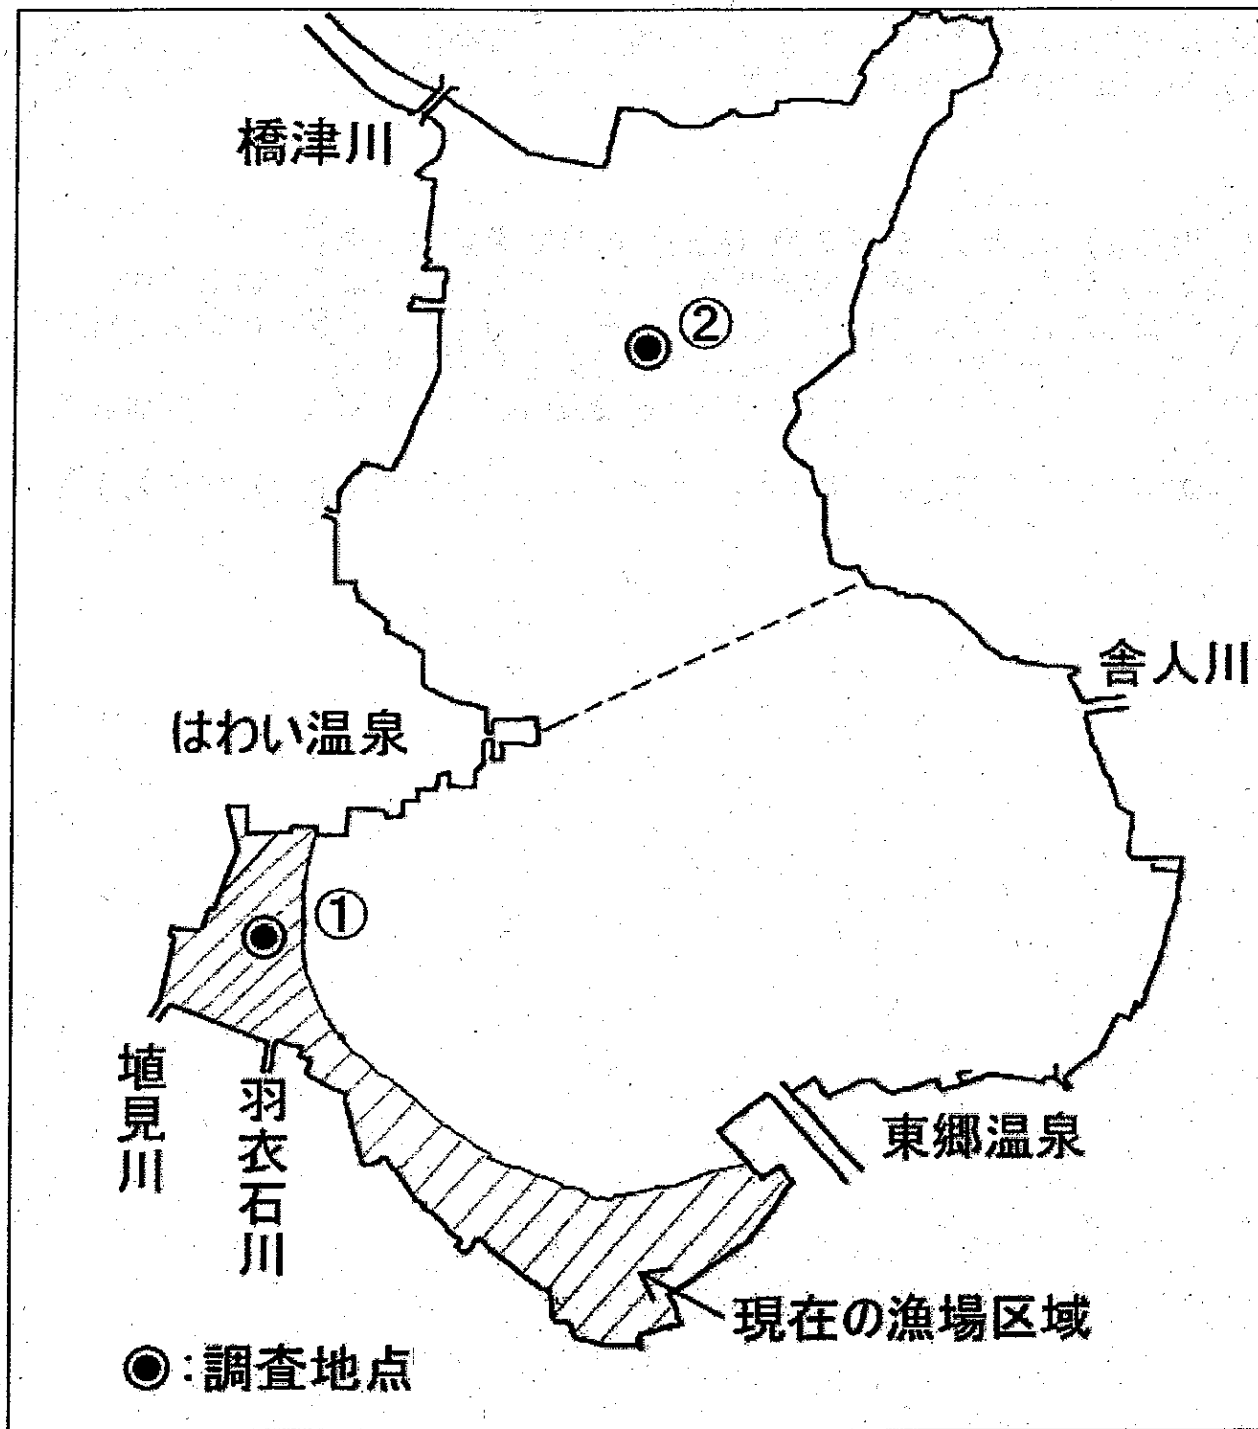 橋津川
②
舎人川
はわい温泉
①
埴見川
羽衣石川
東郷温泉
現在の漁場区域
◉:調査地点